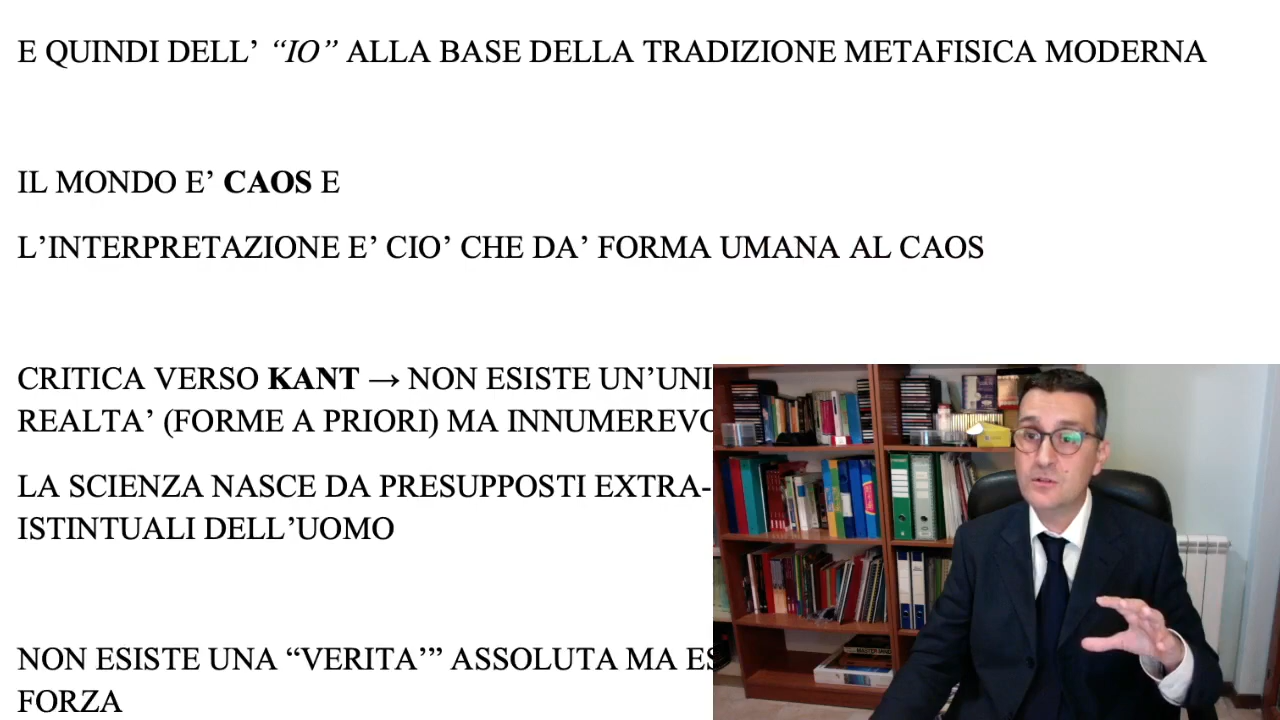 E QUINDI DELL’ “IO” ALLA BASE DELLA TRADIZIONE METAFISICA MODERNA
IL MONDO E’ CAOS E
L’INTERPRETAZIONE E’ CIO’ CHE DA’ FORMA UMANA AL CAOS
CRITICA VERSO KANT → NON ESISTE UN’UNI
REALTA’ (FORME A PRIORI) MA INNUMEREVO
LA SCIENZA NASCE DA PRESUPPOSTI EXTRA-
ISTINTUALI DELL’UOMO
NON ESISTE UNA “VERITA’” ASSOLUTA MA ES
FORZA